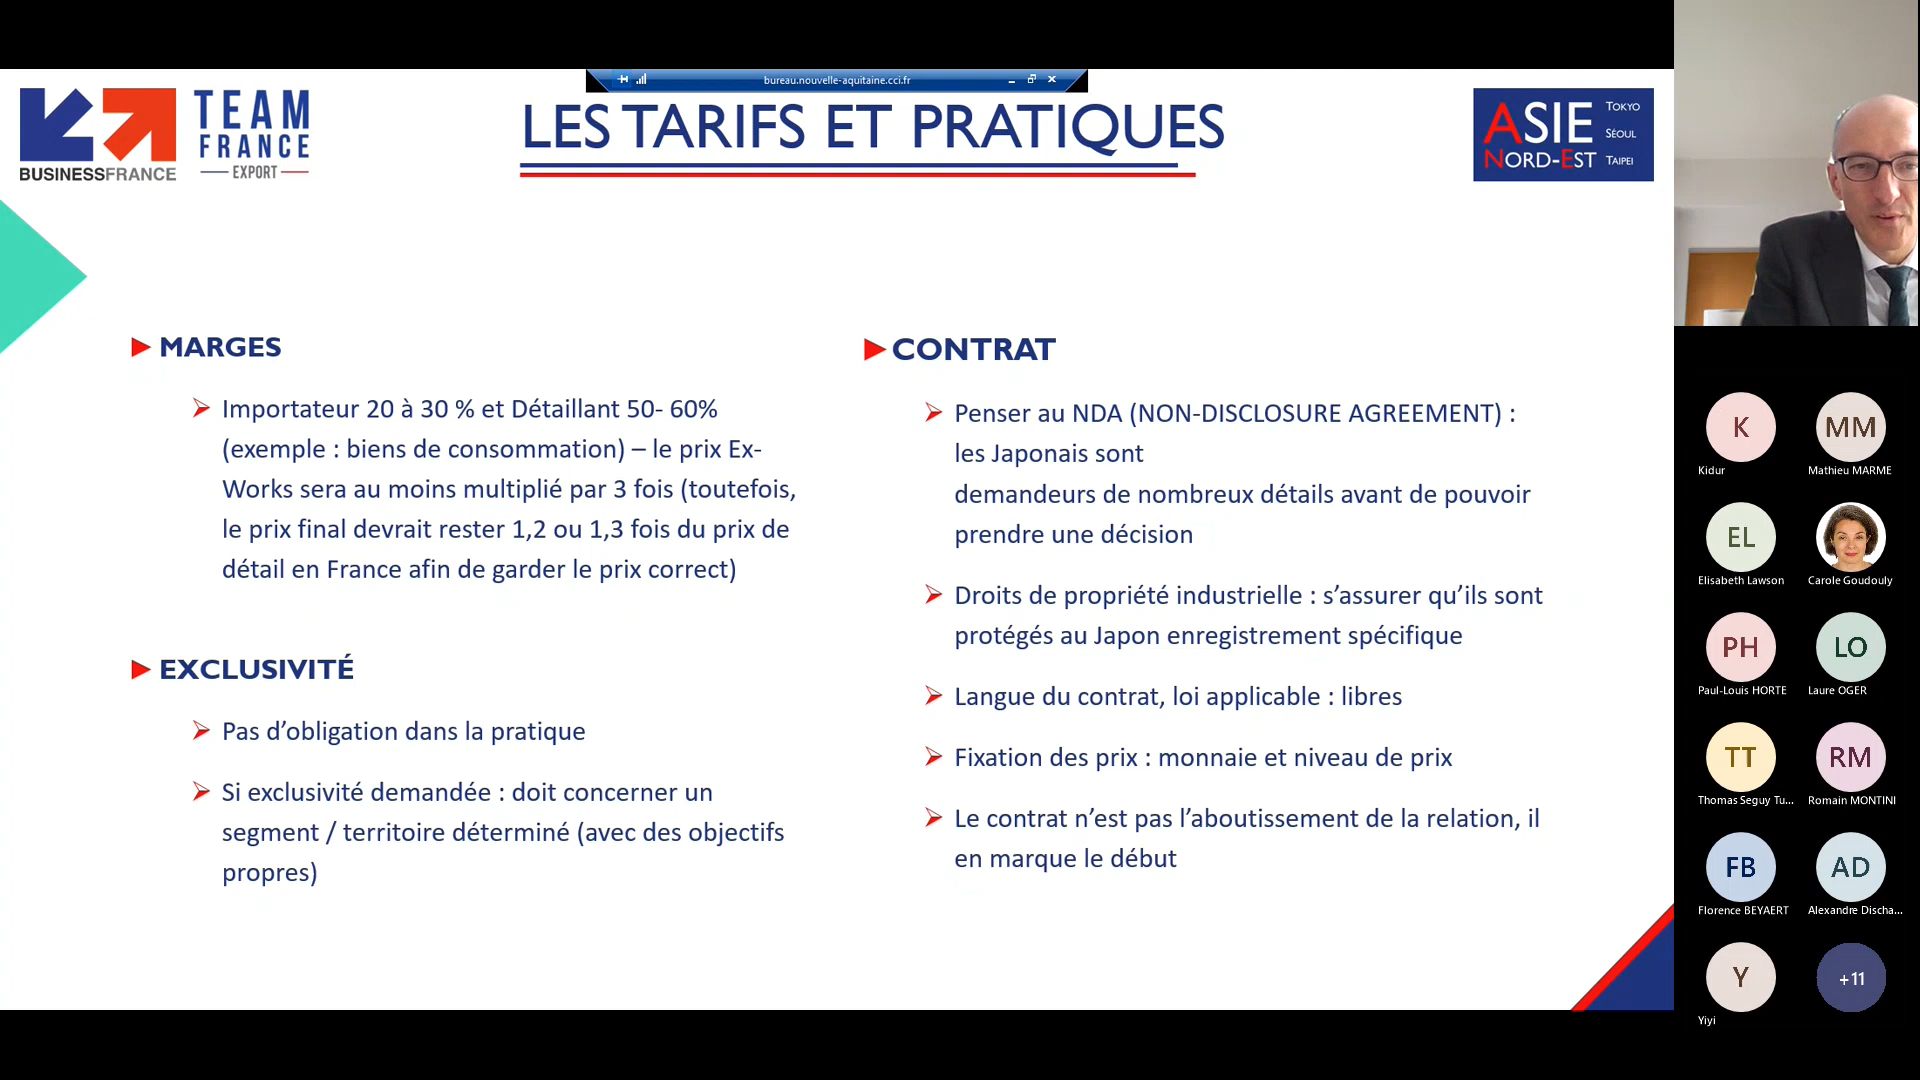 bureau.nouvelle-aquitaine.cci.fr
BUSINESSFRANCE
TEAM
FRANCE
EXPORT
LES TARIFS ET PRATIQUES
ASIE
NORD-EST
TOKYO
SÉOUL
TAIPEI
MARGES
Importateur 20 à 30 % et Détaillant 50- 60%
(exemple : biens de consommation) – le prix Ex-
Works sera au moins multiplié par 3 fois (toutefois,
le prix final devrait rester 1,2 ou 1,3 fois du prix de
détail en France afin de garder le prix correct)
EXCLUSIVITÉ
Pas d’obligation dans la pratique
Si exclusivité demandée : doit concerner un
segment / territoire déterminé (avec des objectifs
propres)
CONTRAT
Penser au NDA (NON-DISCLOSURE AGREEMENT) :
les Japonais sont
demandeurs de nombreux détails avant de pouvoir
prendre une décision
Droits de propriété industrielle : s’assurer qu’ils sont
protégés au Japon enregistrement spécifique
Langue du contrat, loi applicable : libres
Fixation des prix : monnaie et niveau de prix
Le contrat n’est pas l’aboutissement de la relation, il
en marque le début
K
Kidur
MM
Mathieu MARME
EL
Elisabeth Lawson
Carole Goudouly
PH
Paul-Louis HORTE
LO
Laure OGER
TT
Thomas Seguy Tu...
RM
Romain MONTINI
FB
Florence BEYAERT
AD
Alexandre Discha...
Y
Yiyi
+11